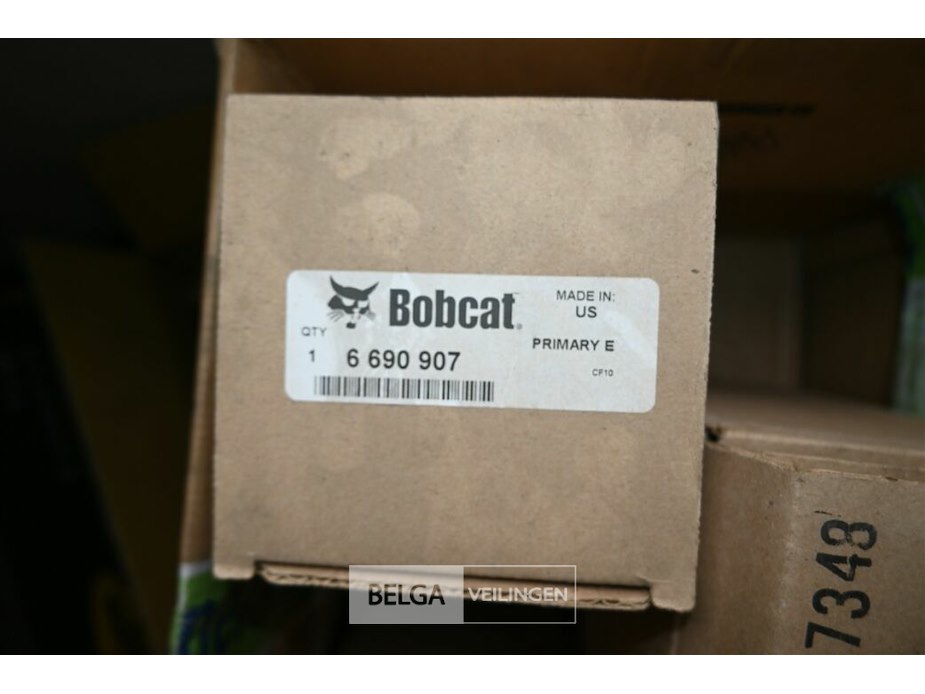 Bobcat
MADE IN:
US
QTY
1 6 690 907
PRIMARY E
CF10
7348
BELGA VEILINGEN